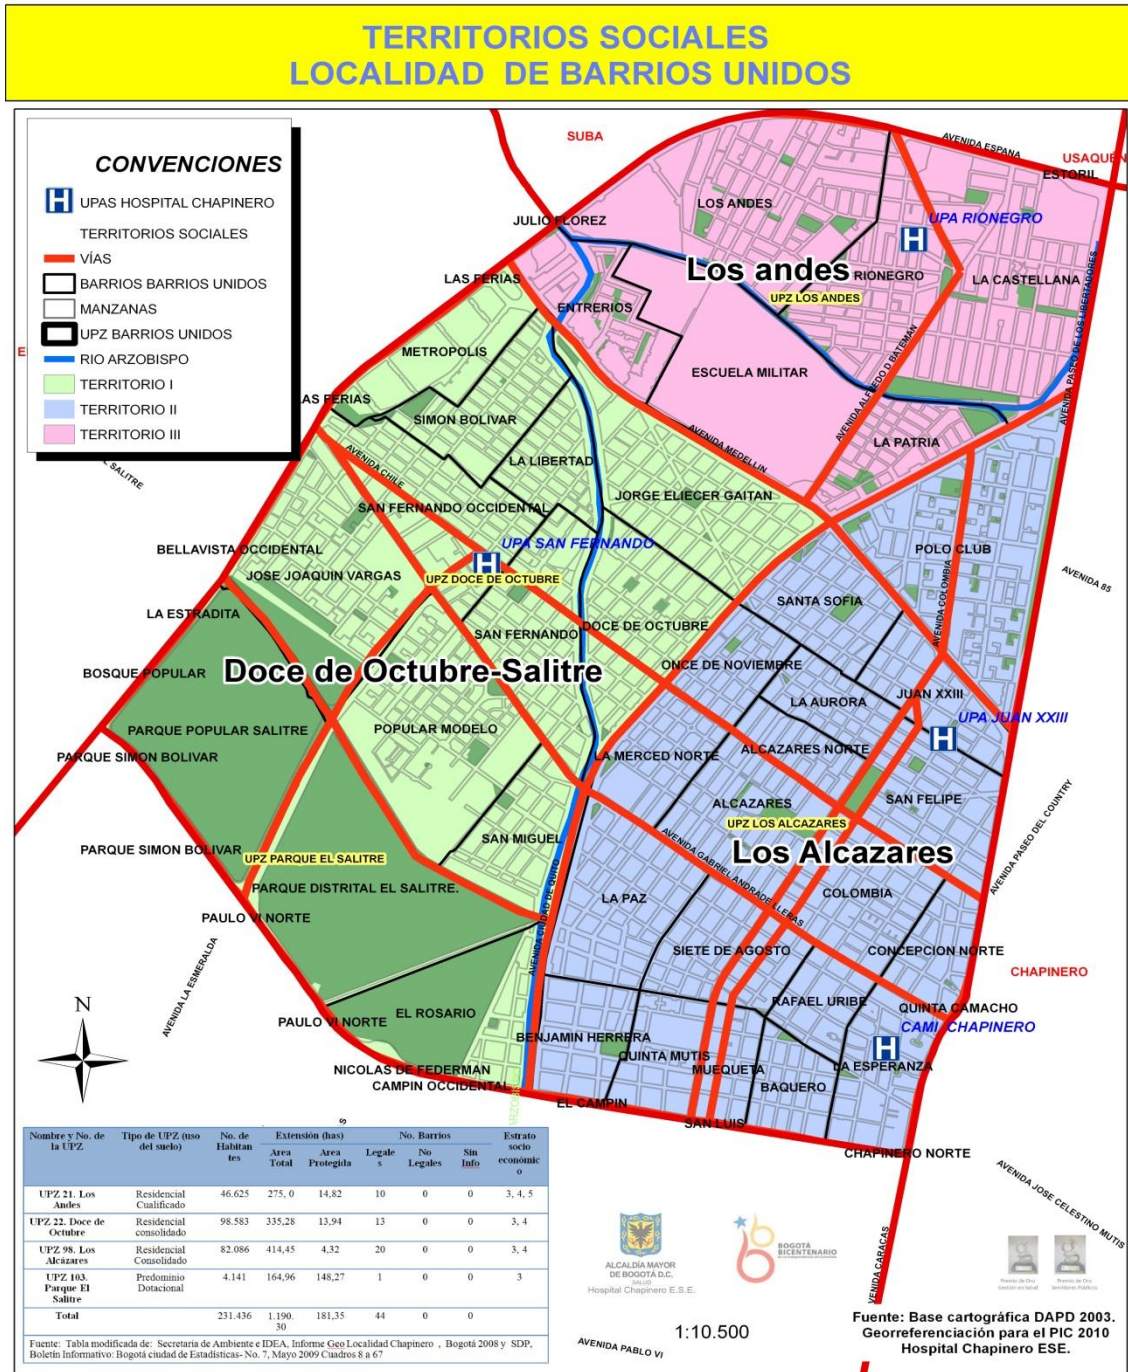 TERRITORIOS SOCIALES
LOCALIDAD DE BARRIOS UNIDOS
CONVENCIONES
H UPAS HOSPITAL CHAPINERO
TERRITORIOS SOCIALES
VÍAS
BARRIOS BARRIOS UNIDOS
MANZANAS
UPZ BARRIOS UNIDOS
RIO ARZOBISPO
TERRITORIO I
TERRITORIO II
TERRITORIO III
SUBA
AVENIDA ESPAÑA
USAQUEN
ESTORIL
LOS ANDES
JULIO FLOREZ
UPA RIONEGRO
H
Los andes
RIONEGRO
LA CASTELLANA
LAS FERIAS
UPZ LOS ANDES
ENTRERIOS
AVENIDA PASEO DE LOS LIBERTADORES
METROPOLIS
ESCUELA MILITAR
AVENIDA ALFREDO D BATEMAN
E
LAS FERIAS
SIMON BOLIVAR
AVENIDA MEDELLIN
LA PATRIA
AVENIDA CHILE
LA LIBERTAD
EL SALITRE
JORGE ELIECER GAITAN
SAN FERNANDO OCCIDENTAL
UPA SAN FERNANDO
H
BELLAVISTA OCCIDENTAL
POLO CLUB
JOSE JOAQUIN VARGAS
UPZ DOCE DE OCTUBRE
AVENIDA 85
AVENIDA COLOMBIA
SANTA SOFIA
LA ESTRADITA
SAN FERNANDO
DOCE DE OCTUBRE
Doce de Octubre-Salitre
BOSQUE POPULAR
ONCE DE NOVIEMBRE
LA AURORA
JUAN XXIII
UPA JUAN XXIII
H
PARQUE POPULAR SALITRE
POPULAR MODELO
PARQUE SIMON BOLIVAR
LA MERCED NORTE
ALCAZARES NORTE
ALCAZARES
SAN FELIPE
UPZ LOS ALCAZARES
SAN MIGUEL
PARQUE SIMON BOLIVAR
UPZ PARQUE EL SALITRE
Los Alcazares
AVENIDA PASEO DEL COUNTRY
AVENIDA GABRIEL ANDRADE LLERAS
PARQUE DISTRITAL EL SALITRE.
LA PAZ
COLOMBIA
PAULO VI NORTE
AVENIDA CIUDAD DE QUITO
SIETE DE AGOSTO
CONCEPCION NORTE
AVENIDA LA ESMERALDA
CHAPINERO
RAFAEL URIBE
QUINTA CAMACHO
N
EL ROSARIO
PAULO VI NORTE
CAMI CHAPINERO
H
BENJAMIN HERRERA
QUINTA MUTIS
MUEQUETA
LA ESPERANZA
NICOLAS DE FEDERMAN
BAQUERO
CAMPIN OCCIDENTAL
EL CAMPIN
SAN LUIS
CHAPINERO NORTE
AVENIDA JOSE CELESTINO MUTIS
VENIDA CARACAS
Nombre y No. de la UPZ Tipo de UPZ (uso del suelo) No. de Habitantes Extensión (has) No. Barrios Estrato socio económico
Area Total Area Protegida Legales No Legales Sin Info
UPZ 21. Los Andes Residencial Cualificado 46.625 275, 0 14,82 10 0 0 3, 4, 5
UPZ 22. Doce de Octubre Residencial consolidado 98.583 335,28 13,94 13 0 0 3, 4
UPZ 98. Los Alcázares Residencial Consolidado 82.086 414,45 4,32 20 0 0 3, 4
UPZ 103. Parque El Salitre Predominio Dotacional 4.141 164,96 148,27 1 0 0 3
Total 231.436 1.190. 30 181,35 44 0 0
Fuente: Tabla modificada de: Secretaria de Ambiente e IDEA, Informe Geo Localidad Chapinero , Bogotá 2008 y SDP,
Boletín Informativo: Bogotá ciudad de Estadísticas- No. 7, Mayo 2009 Cuadros 8 a 67
ALCALDÍA MAYOR
DE BOGOTÁ D.C.
SALUD
Hospital Chapinero E.S.E.
BOGOTÁ
BICENTENARIO
Premio de Oro
Gestión en Salud
Premio de Oro
Servidores Públicos
1:10.500
AVENIDA PABLO VI
Fuente: Base cartográfica DAPD 2003.
Georreferenciación para el PIC 2010
Hospital Chapinero ESE.